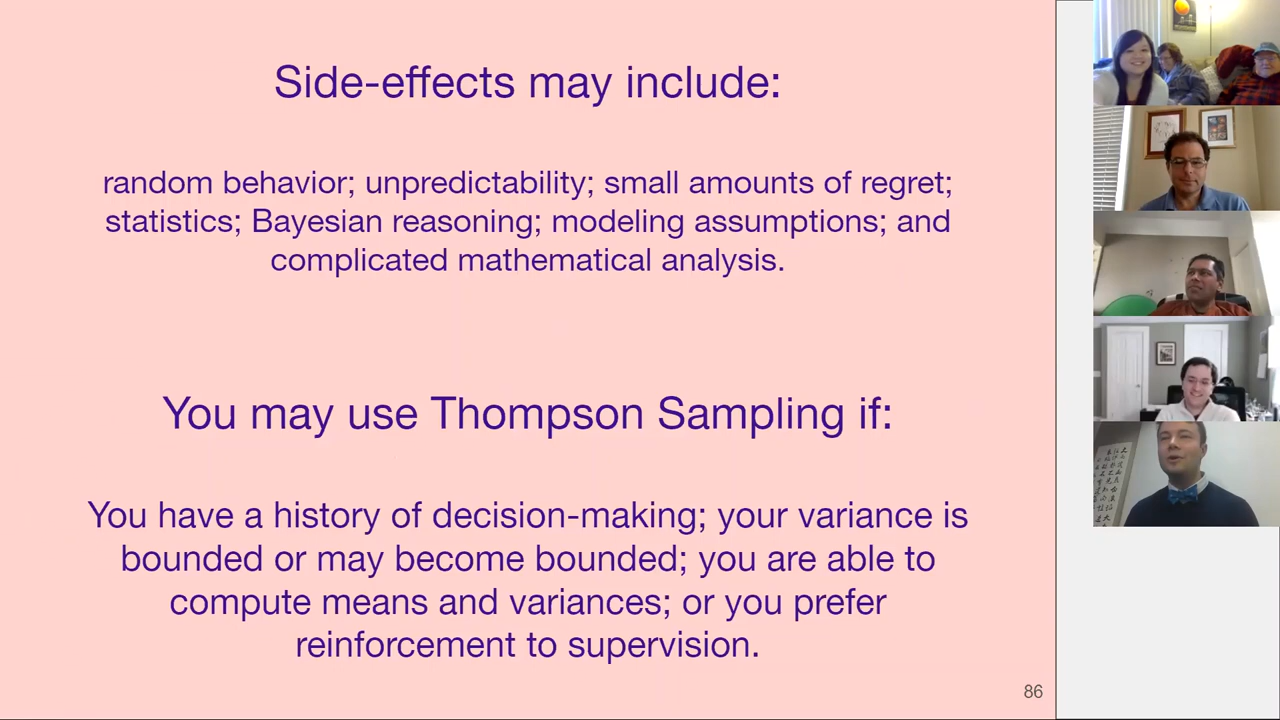 Side-effects may include:
random behavior; unpredictability; small amounts of regret;
statistics; Bayesian reasoning; modeling assumptions; and
complicated mathematical analysis.
You may use Thompson Sampling if:
You have a history of decision-making; your variance is
bounded or may become bounded; you are able to
compute means and variances; or you prefer
reinforcement to supervision.
86